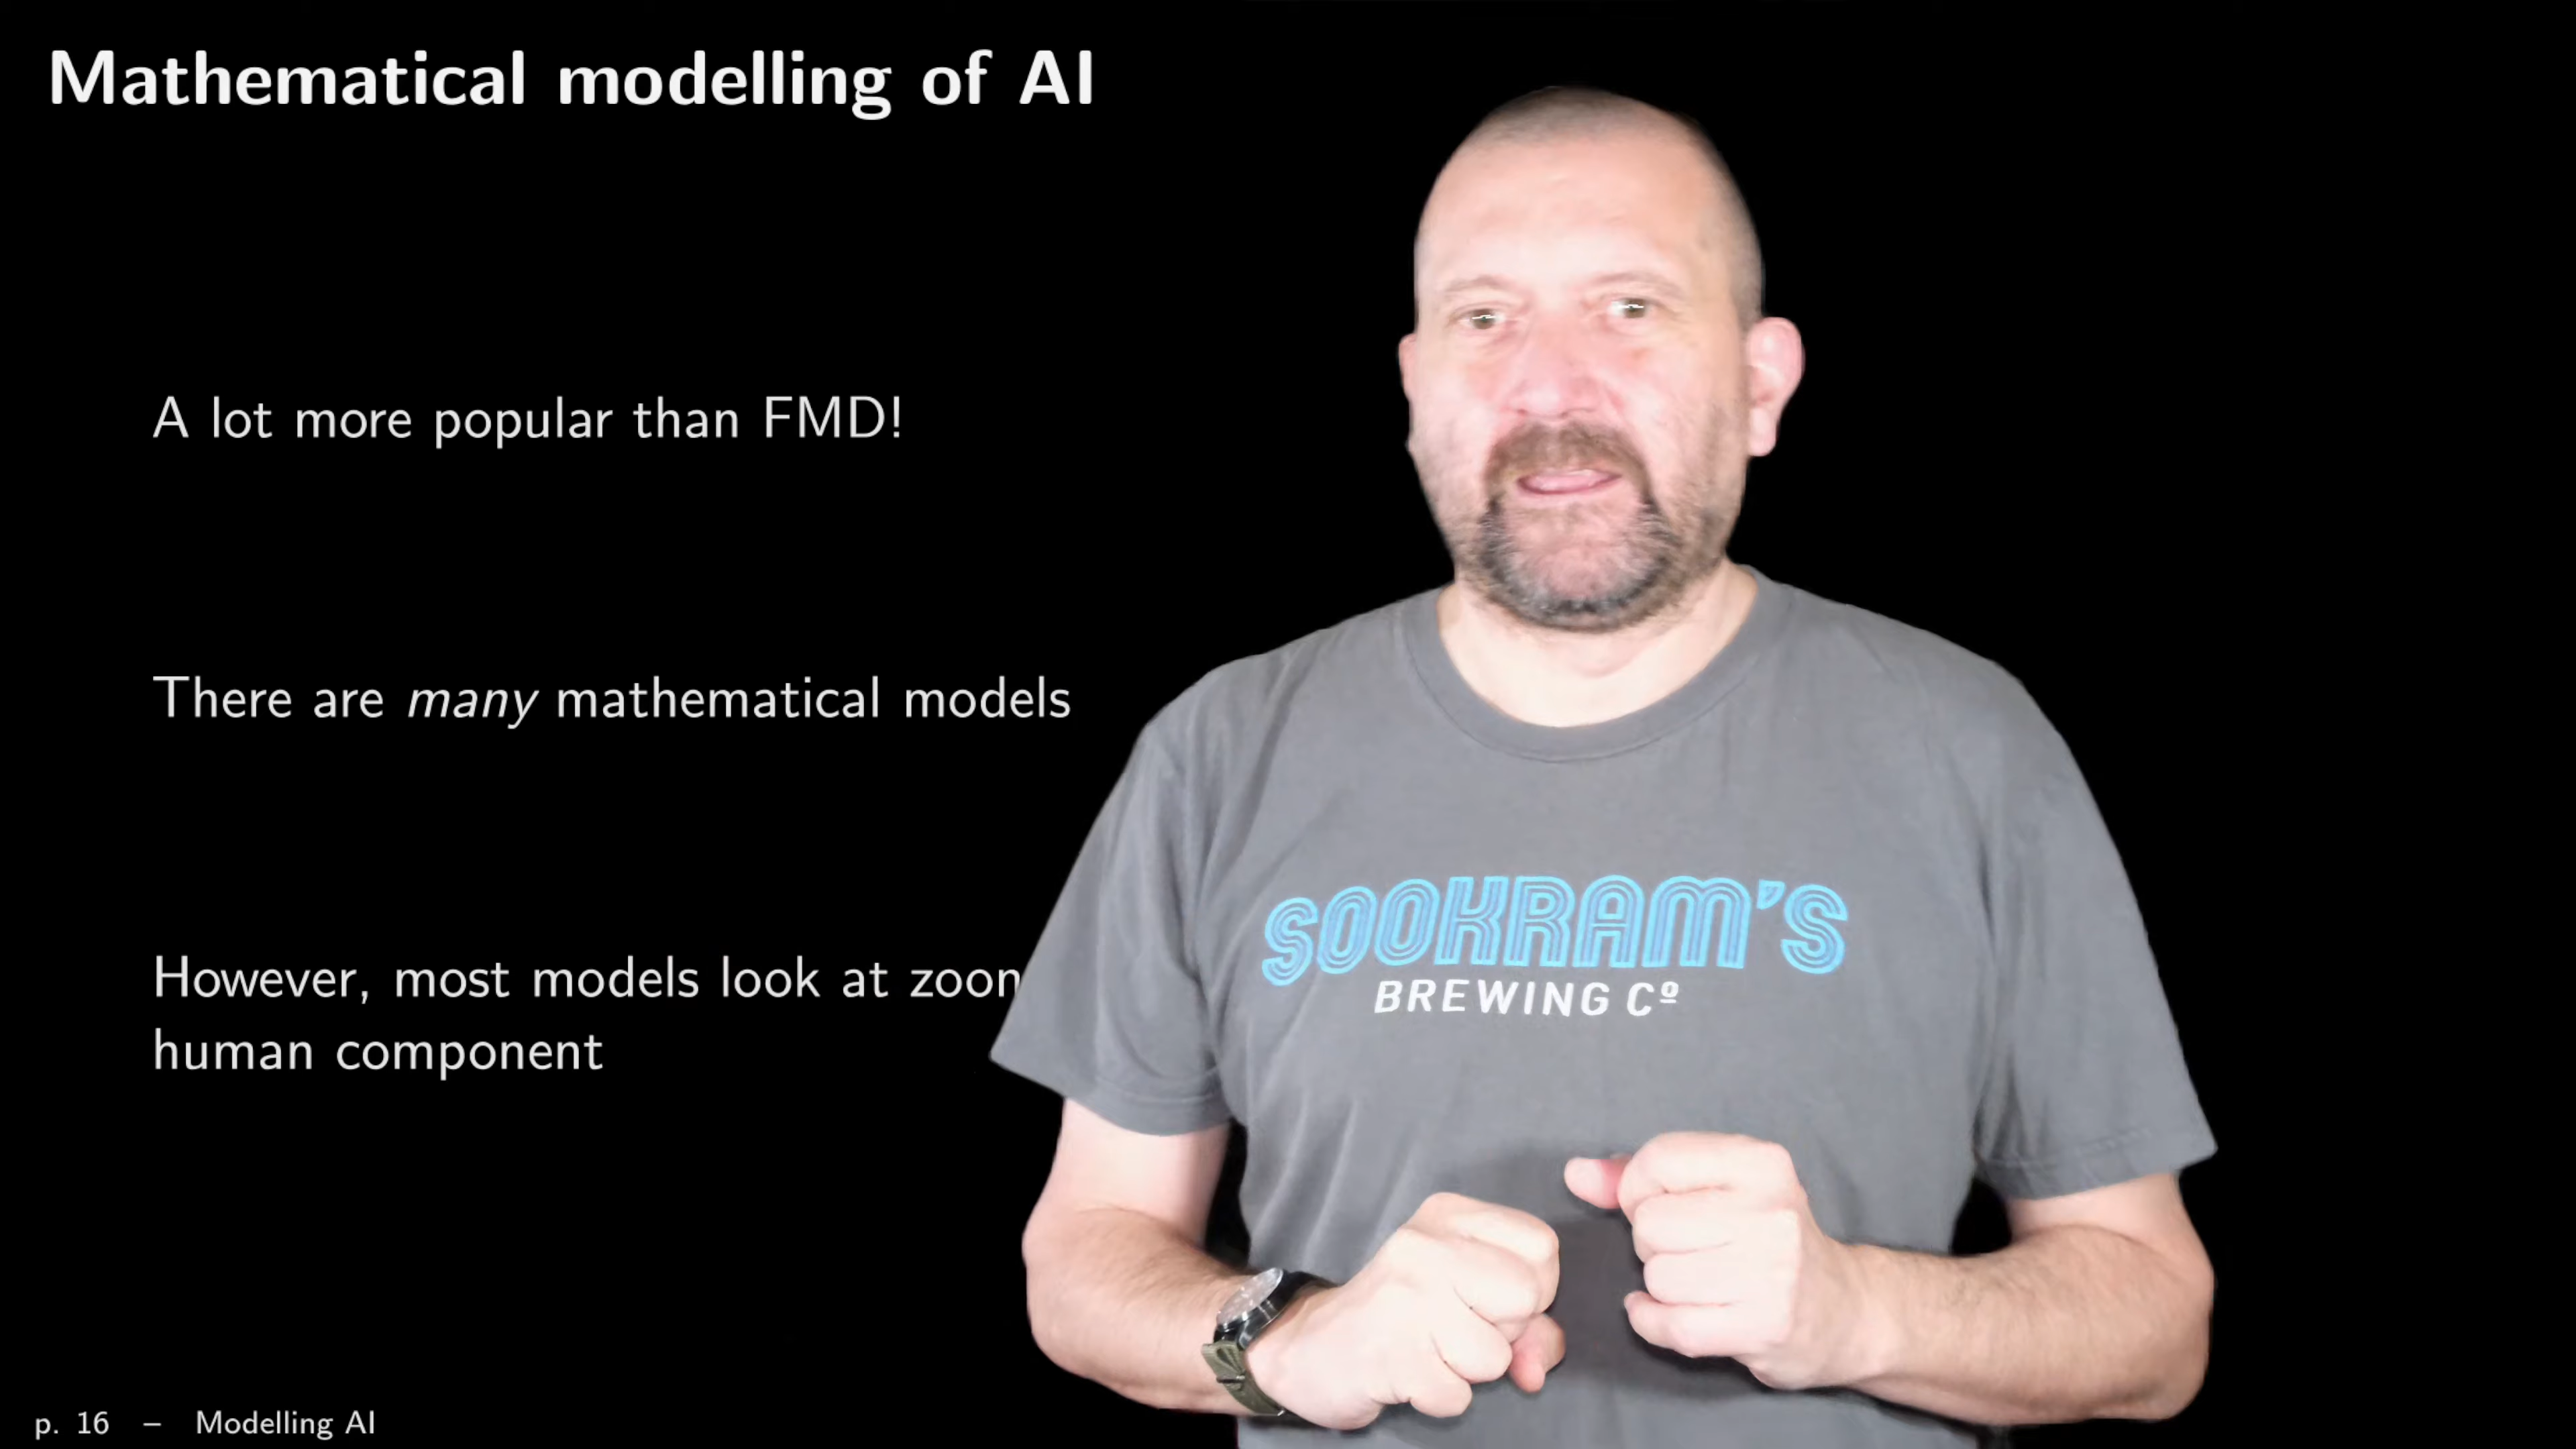 Mathematical modelling of AI
A lot more popular than FMD!
There are many mathematical models
However, most models look at
human component
SOOKRAM'S
BREWING Cº
p. 16 – Modelling AI